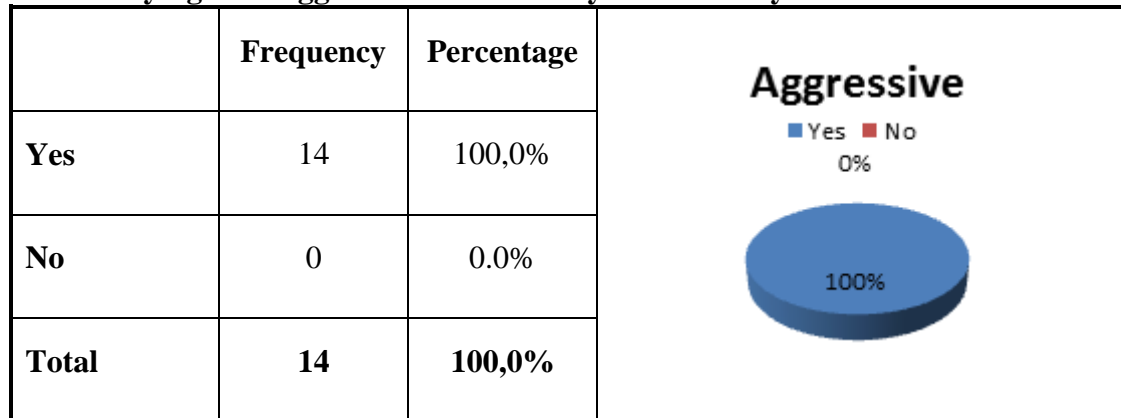 Frequency Percentage
Yes 14 100,0%
No 0 0.0%
Total 14 100,0%
Aggressive
Yes No
0%
100%